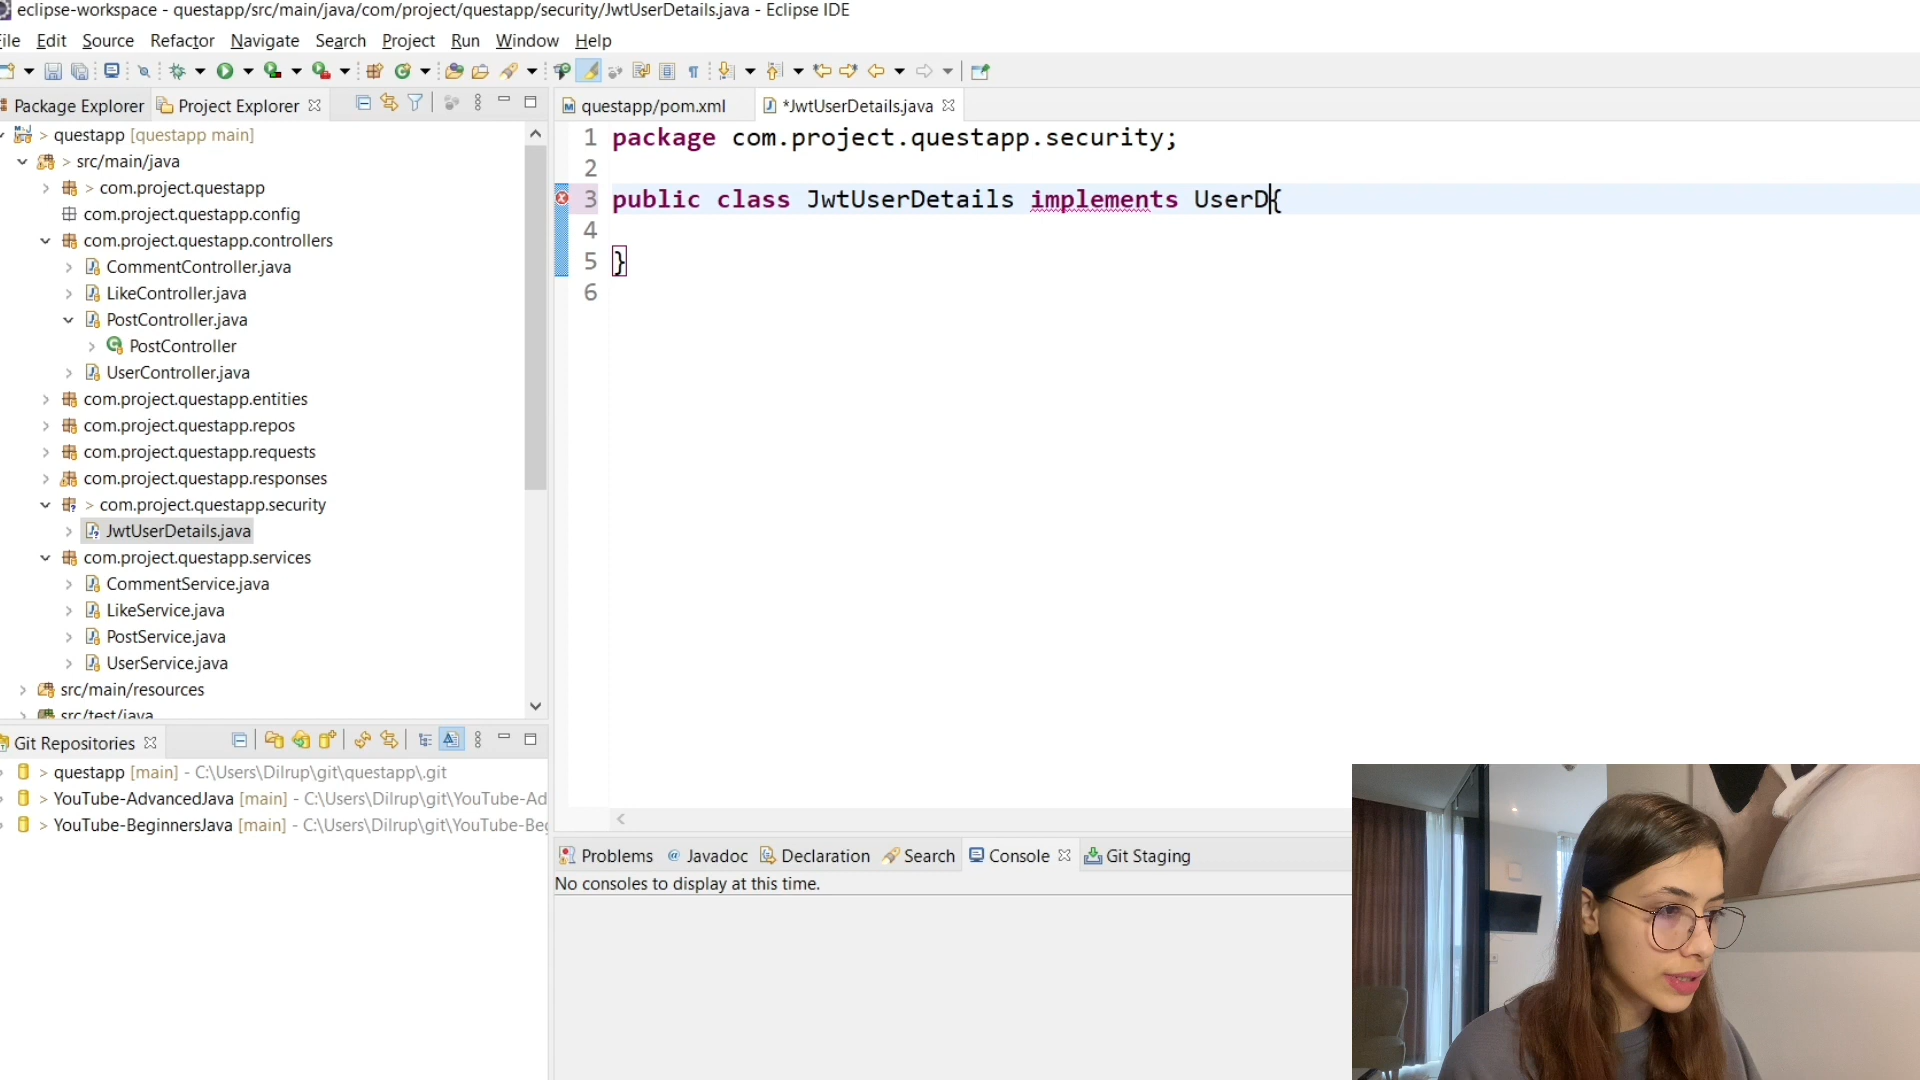 eclipse-workspace - questapp/src/main/java/com/project/questapp/security/JwtUserDetails.java - Eclipse IDE
File Edit Source Refactor Navigate Search Project Run Window Help
Package Explorer Project Explorer
questapp/pom.xml *JwtUserDetails.java
> questapp [questapp main]
> src/main/java
> com.project.questapp
com.project.questapp.config
com.project.questapp.controllers
CommentController.java
LikeController.java
PostController.java
PostController
UserController.java
com.project.questapp.entities
com.project.questapp.repos
com.project.questapp.requests
com.project.questapp.responses
> com.project.questapp.security
JwtUserDetails.java
com.project.questapp.services
CommentService.java
LikeService.java
PostService.java
UserService.java
src/main/resources
src/test/java
1 package com.project.questapp.security;
2
3 public class JwtUserDetails implements UserD{
4
5 }
6
Git Repositories
> questapp [main] - C:\Users\Dilrup\git\questapp\.git
> YouTube-AdvancedJava [main] - C:\Users\Dilrup\git\YouTube-Ad
> YouTube-BeginnersJava [main] - C:\Users\Dilrup\git\YouTube-Be
Problems @ Javadoc Declaration Search Console Git Staging
No consoles to display at this time.